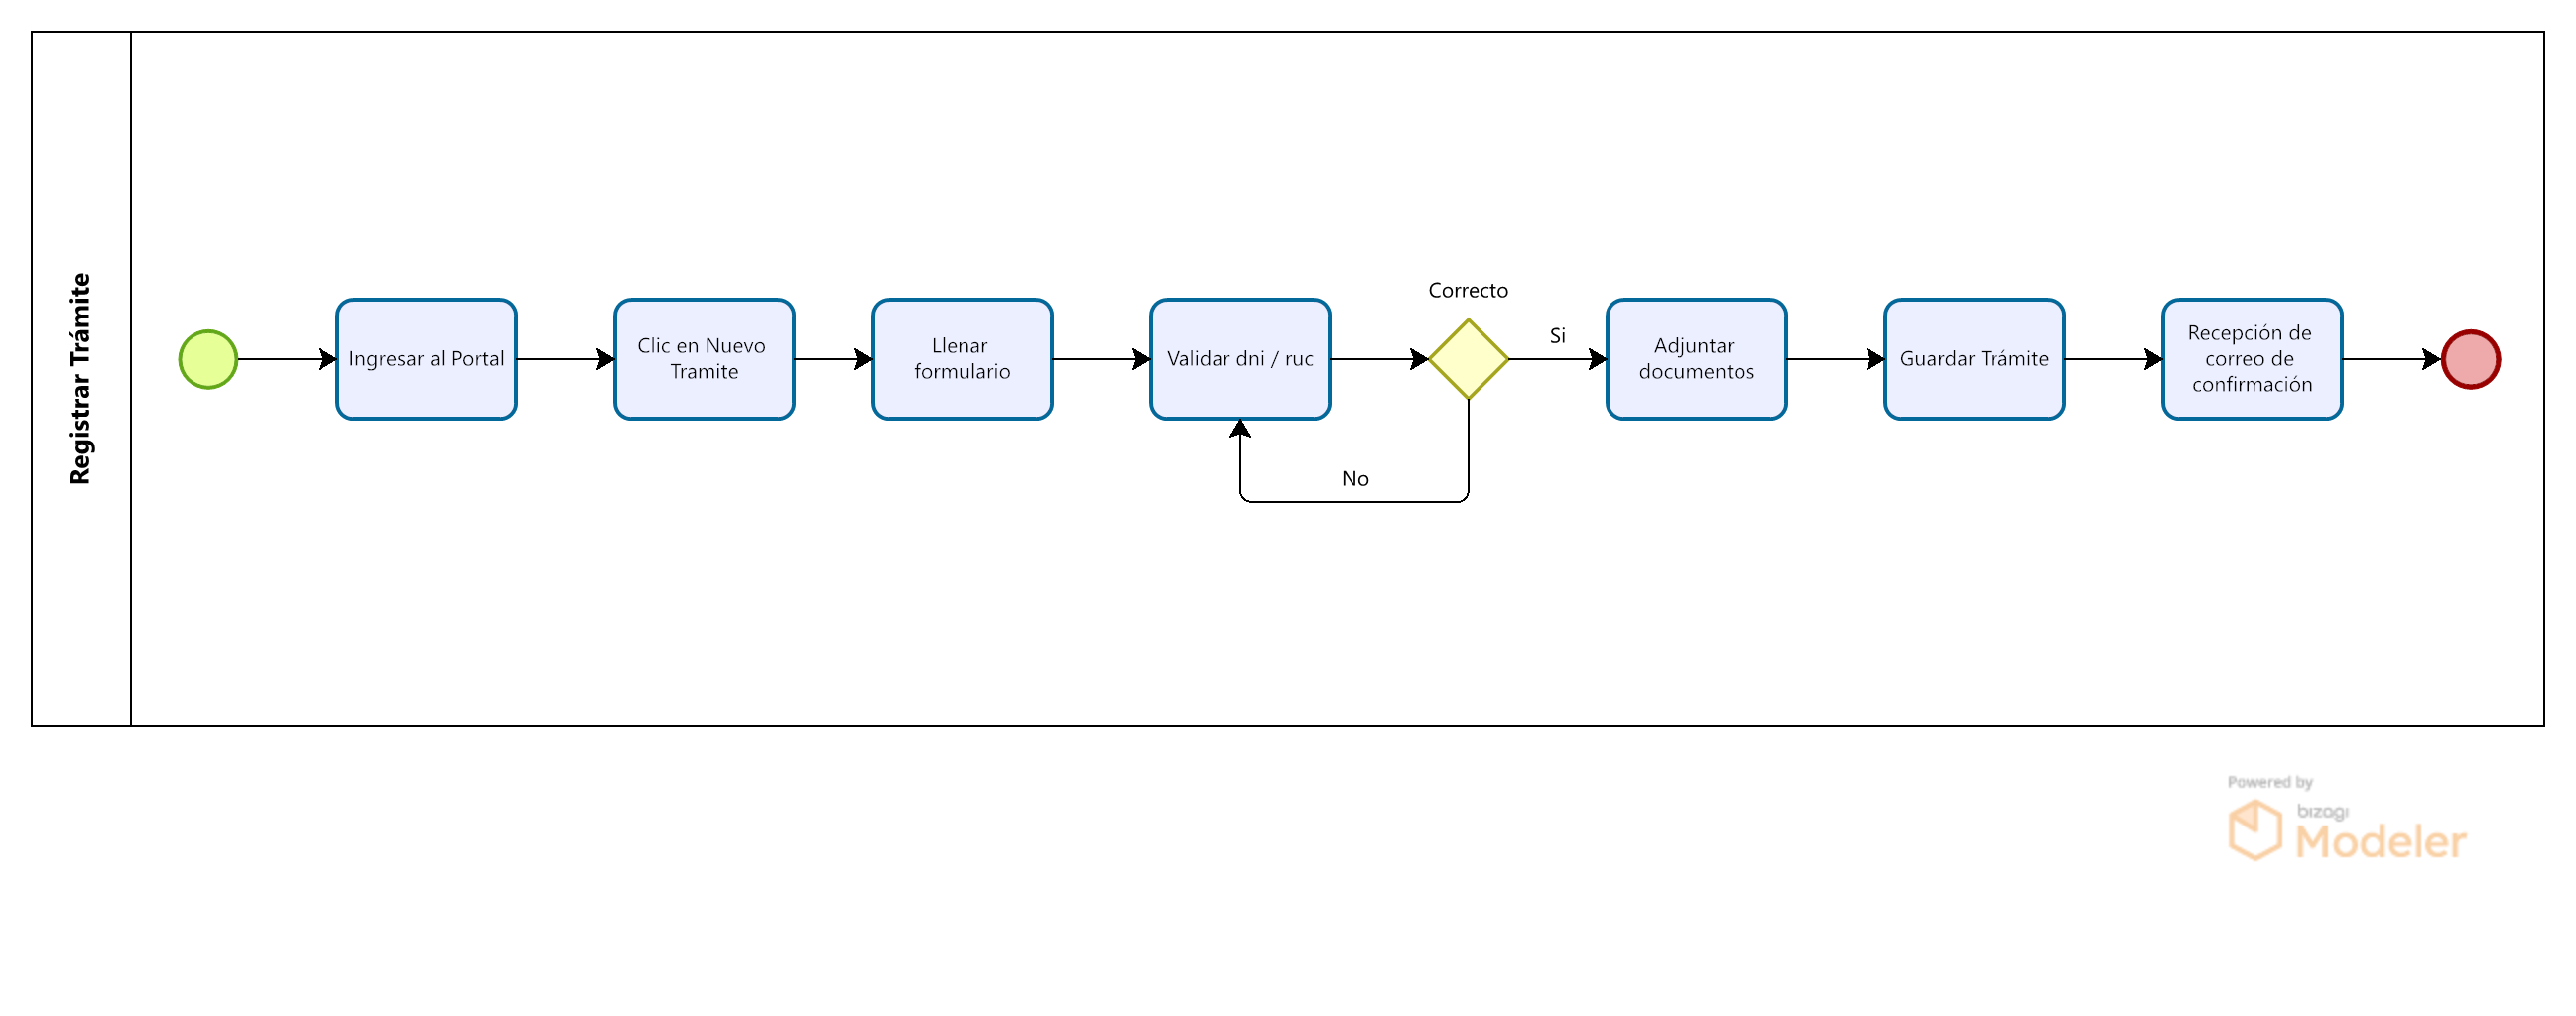 Registrar Trámite
Ingresar al Portal
Clic en Nuevo
Tramite
Llenar
formulario
Validar dni / ruc
Correcto
Si
No
Adjuntar
documentos
Guardar Trámite
Recepción de
correo de
confirmación
Powered by
bizagi
Modeler